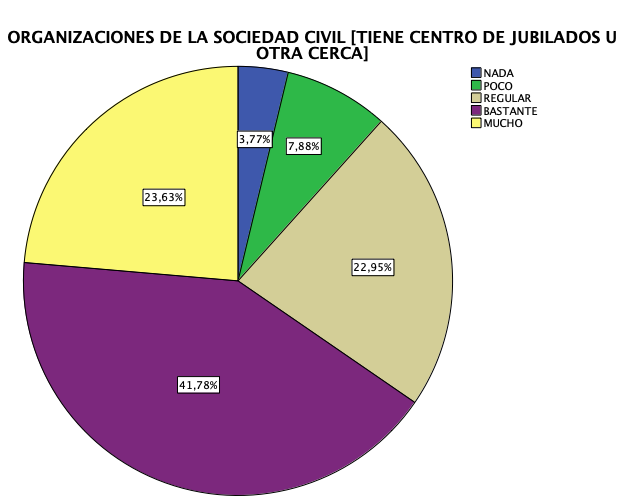 ORGANIZACIONES DE LA SOCIEDAD CIVIL [TIENE CENTRO DE JUBILADOS U
OTRA CERCA]
NADA
POCO
REGULAR
BASTANTE
MUCHO
3,77%
7,88%
23,63%
22,95%
41,78%